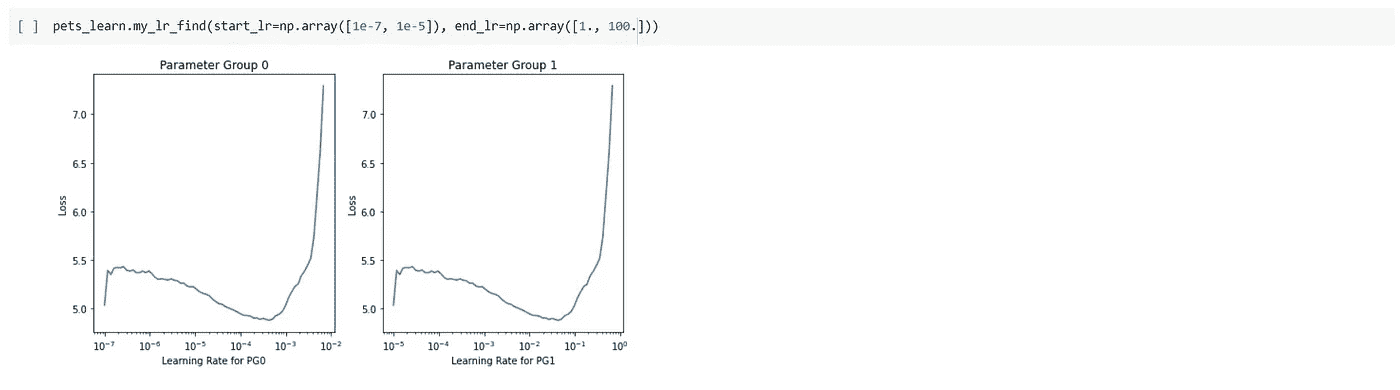 [ ] pets_learn.my_lr_find(start_lr=np.array([1e-7, 1e-5]), end_lr=np.array([1., 100.]))
Parameter Group 0
7.0
6.5
6.0
5.5
5.0
Loss
10⁻⁷ 10⁻⁶ 10⁻⁵ 10⁻⁴ 10⁻³ 10⁻²
Learning Rate for PG0
Parameter Group 1
7.0
6.5
6.0
5.5
5.0
Loss
10⁻⁵ 10⁻⁴ 10⁻³ 10⁻² 10⁻¹ 10⁰
Learning Rate for PG1